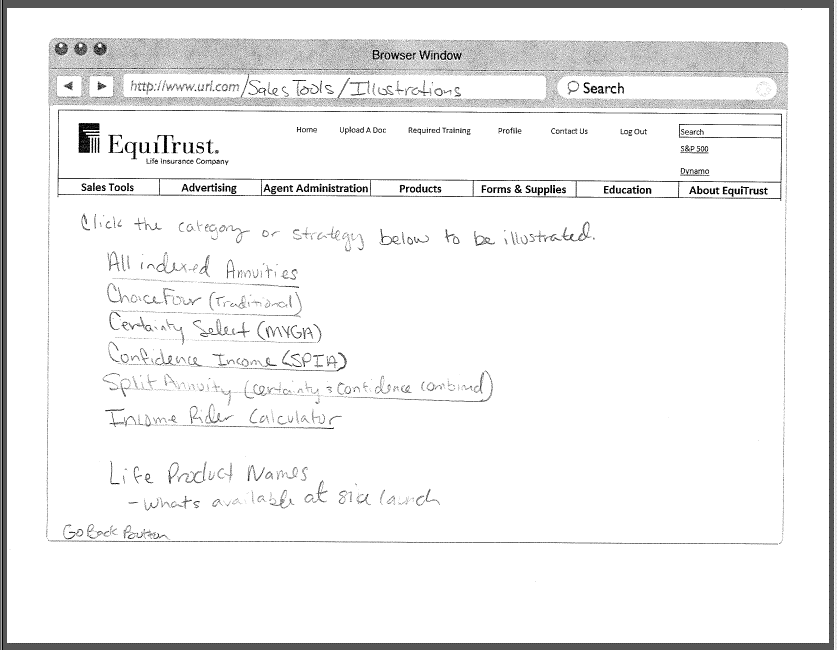 Browser Window
http://www.url.com/SalesTools/Illustrations
Search
EquiTrust.
Life Insurance Company
Home Upload A Doc Required Training Profile Contact Us Log Out Search
S&P 500
Dynamo
Sales Tools Advertising Agent Administration Products Forms & Supplies Education About EquiTrust
Click the category or strategy below to be illustrated.
All indexed Annuities
ChoiceFour (Traditional)
Certainty Select (MYGA)
Confidence Income (SPIA)
Split Annuity (certainty & Confidence combined)
Income Rider Calculator
Life Product Names
- Whats available at site launch
Go Back Button